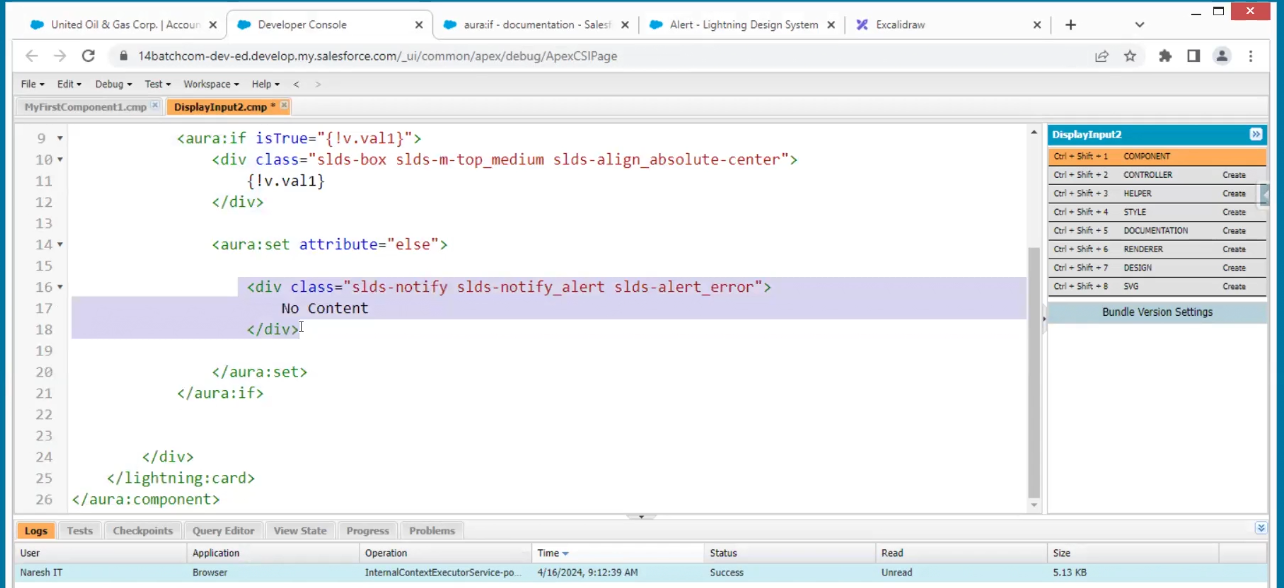 United Oil & Gas Corp. | Accoun
Developer Console
aura:if - documentation - Salesf
Alert - Lightning Design System
Excalidraw
14batchcom-dev-ed.develop.my.salesforce.com/_ui/common/apex/debug/ApexCSIPage
File Edit Debug Test Workspace Help < >
MyFirstComponent1.cmp DisplayInput2.cmp *
9 <aura:if isTrue="{!v.val1}">
10 <div class="slds-box slds-m-top_medium slds-align_absolute-center">
11 {!v.val1}
12 </div>
13
14 <aura:set attribute="else">
15
16 <div class="slds-notify slds-notify_alert slds-alert_error">
17 No Content
18 </div>
19
20 </aura:set>
21 </aura:if>
22
23
24 </div>
25 </lightning:card>
26 </aura:component>
DisplayInput2
Ctrl + Shift + 1 COMPONENT
Ctrl + Shift + 2 CONTROLLER Create
Ctrl + Shift + 3 HELPER Create
Ctrl + Shift + 4 STYLE Create
Ctrl + Shift + 5 DOCUMENTATION Create
Ctrl + Shift + 6 RENDERER Create
Ctrl + Shift + 7 DESIGN Create
Ctrl + Shift + 8 SVG Create
Bundle Version Settings
Logs Tests Checkpoints Query Editor View State Progress Problems
User Application Operation Time Status Read Size
Naresh IT Browser InternalContextExecutorService-po... 4/16/2024, 9:12:39 AM Success Unread 5.13 KB